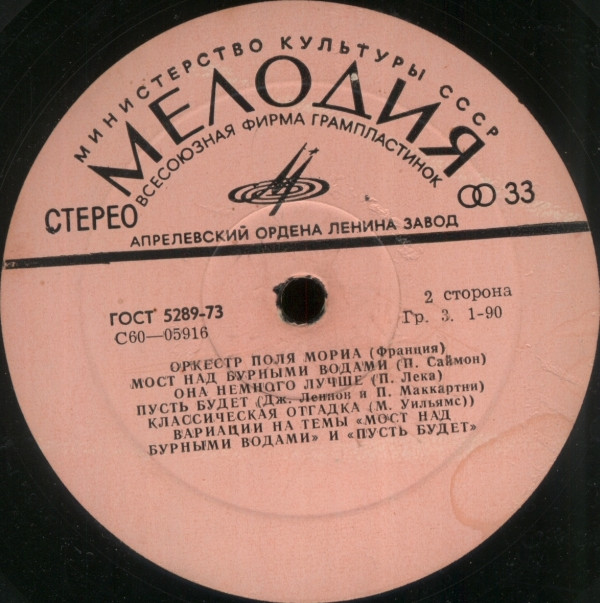 МИНИСТЕРСТВО КУЛЬТУРЫ СССР
МЕЛОДИЯ
ВСЕСОЮЗНАЯ ФИРМА ГРАМПЛАСТИНОК
СТЕРЕО
33
АПРЕЛЕВСКИЙ ОРДЕНА ЛЕНИНА ЗАВОД
ГОСТ 5289-73
С60—05916
2 сторона
Гр. 3. 1-90
ОРКЕСТР ПОЛЯ МОРИА (Франция)
МОСТ НАД БУРНЫМИ ВОДАМИ (П. Саймон)
ОНА НЕМНОГО ЛУЧШЕ (П. Лека)
ПУСТЬ БУДЕТ (Дж. Леннон и П. Маккартни)
КЛАССИЧЕСКАЯ ОТГАДКА (М. Уильямс))
ВАРИАЦИИ НА ТЕМЫ «МОСТ НАД
БУРНЫМИ ВОДАМИ» И «ПУСТЬ БУДЕТ»